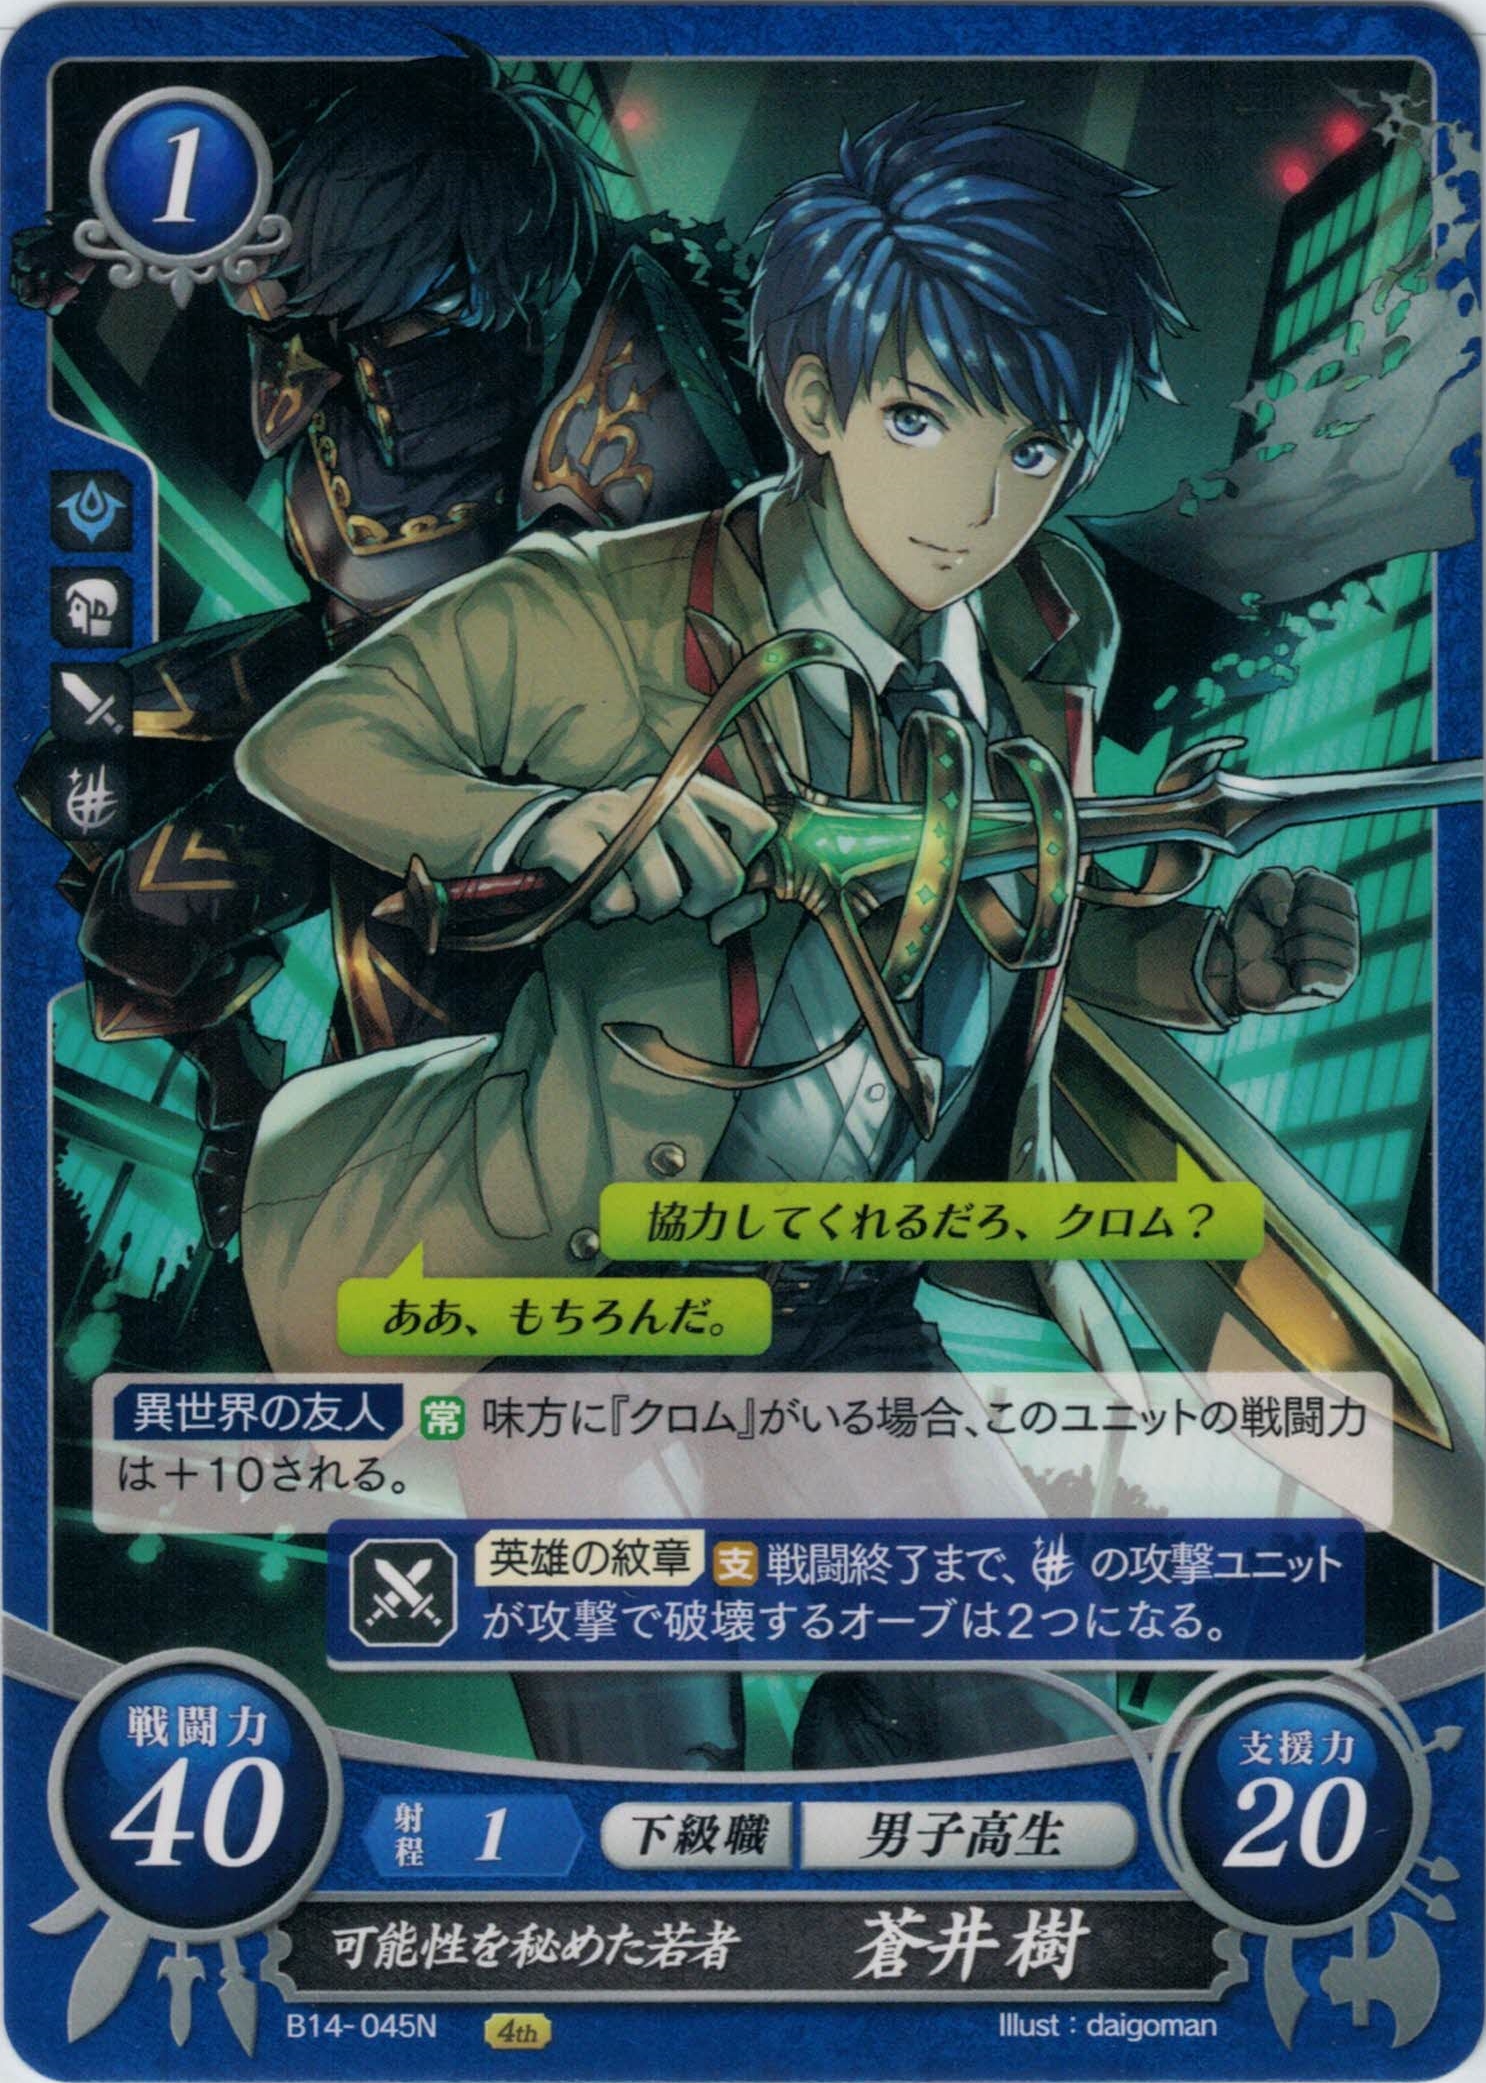 1
協力してくれるだろ、クロム？
ああ、もちろんだ。
異世界の友人 常 味方に『クロム』がいる場合、このユニットの戦闘力
は＋10される。
英雄の紋章 支 戦闘終了まで、 の攻撃ユニット
が攻撃で破壊するオーブは2つになる。
戦闘力
40
射程 1
下級職 男子高生
支援力
20
可能性を秘めた若者 蒼井樹
B14-045N 4th Illust : daigoman